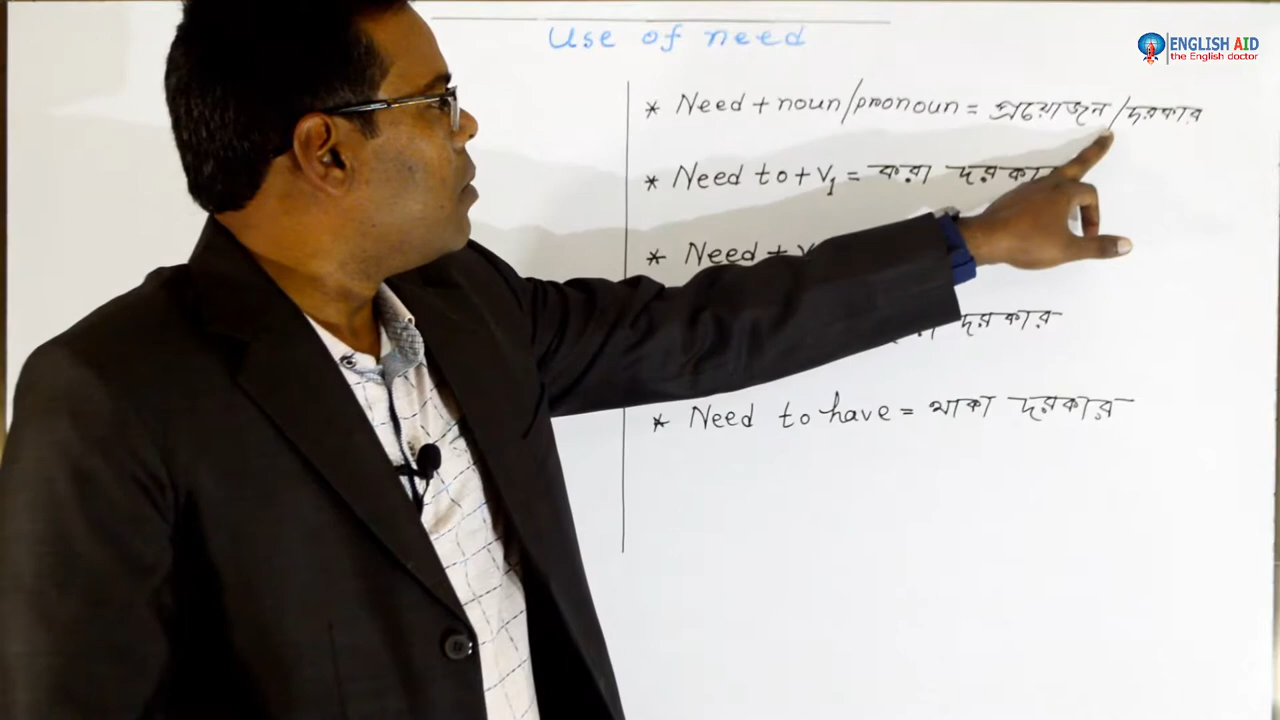 Use of need
ENGLISH AID
the English doctor
* Need + noun/pronoun = প্রয়োজন/দরকার
* Need to + V1 = করা দরকার
* Need +
দরকার
* Need to have = থাকা দরকার